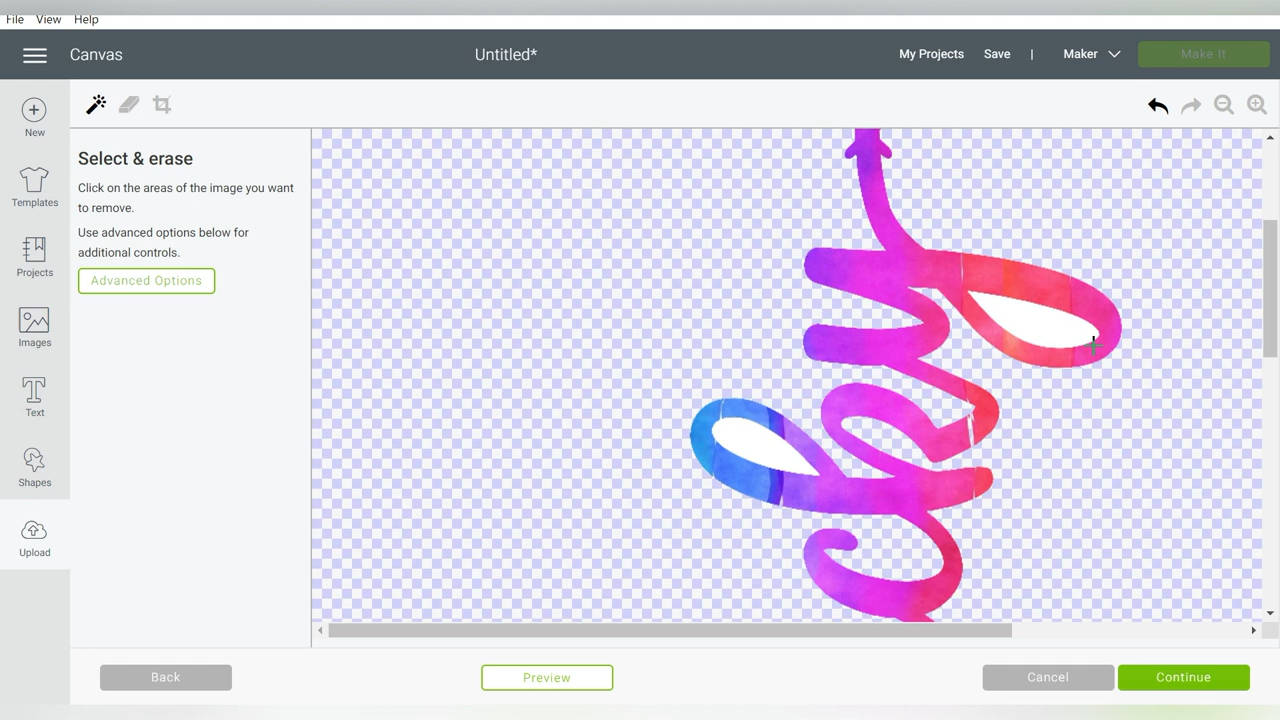 File View Help
Canvas
Untitled*
My Projects Save | Maker Make It
New
Templates
Projects
Images
Text
Shapes
Upload
Select & erase
Click on the areas of the image you want
to remove.
Use advanced options below for
additional controls.
Advanced Options
Back
Preview
Cancel
Continue